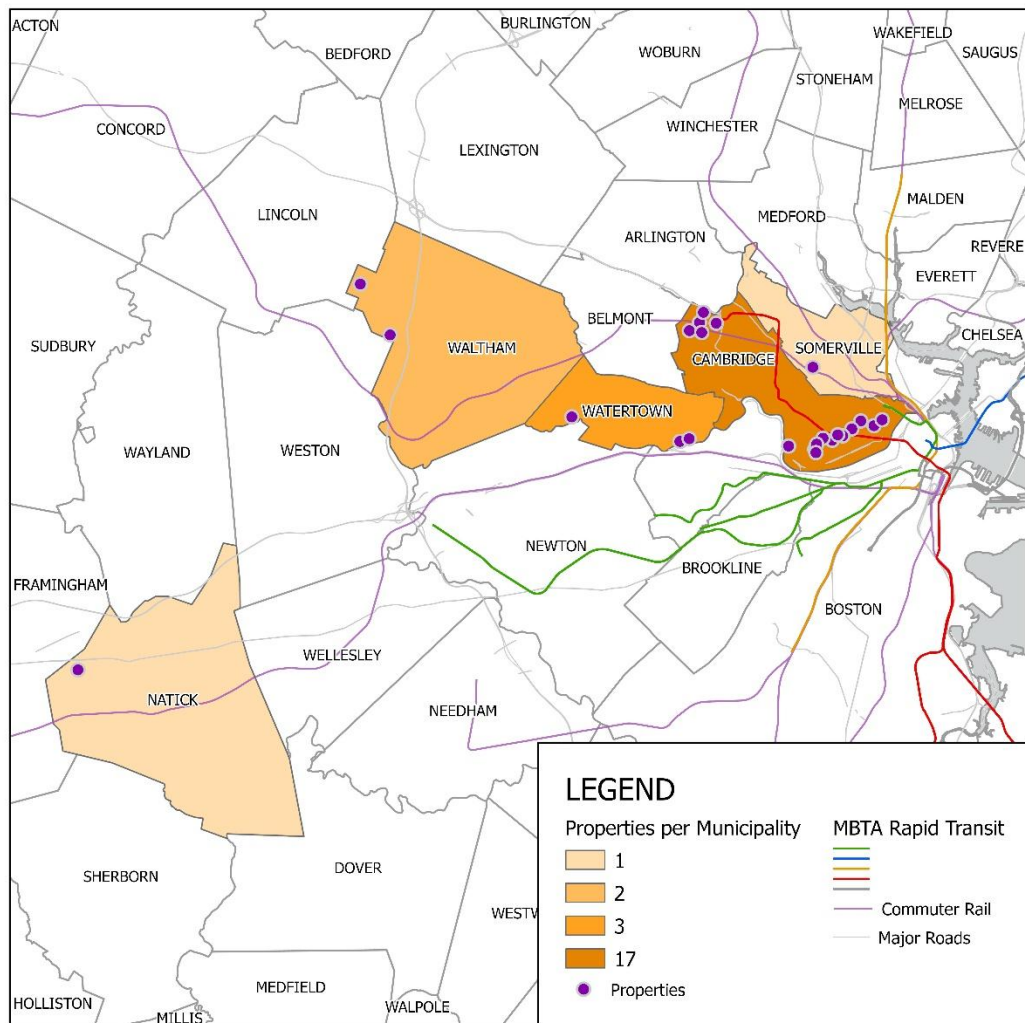 ACTON
BURLINGTON
BEDFORD
WOBURN
WAKEFIELD
SAUGUS
STONEHAM
MELROSE
CONCORD
LEXINGTON
WINCHESTER
MALDEN
LINCOLN
MEDFORD
ARLINGTON
REVERE
EVERETT
BELMONT
CHELSEA
SUDBURY
WALTHAM
SOMERVILLE
CAMBRIDGE
WATERTOWN
WAYLAND
WESTON
NEWTON
BROOKLINE
FRAMINGHAM
BOSTON
WELLESLEY
NATICK
NEEDHAM
SHERBORN
DOVER
WESTW
MEDFIELD
HOLLISTON
MILLIS
WALPOLE
LEGEND
Properties per Municipality
1
2
3
17
Properties
MBTA Rapid Transit
Commuter Rail
Major Roads